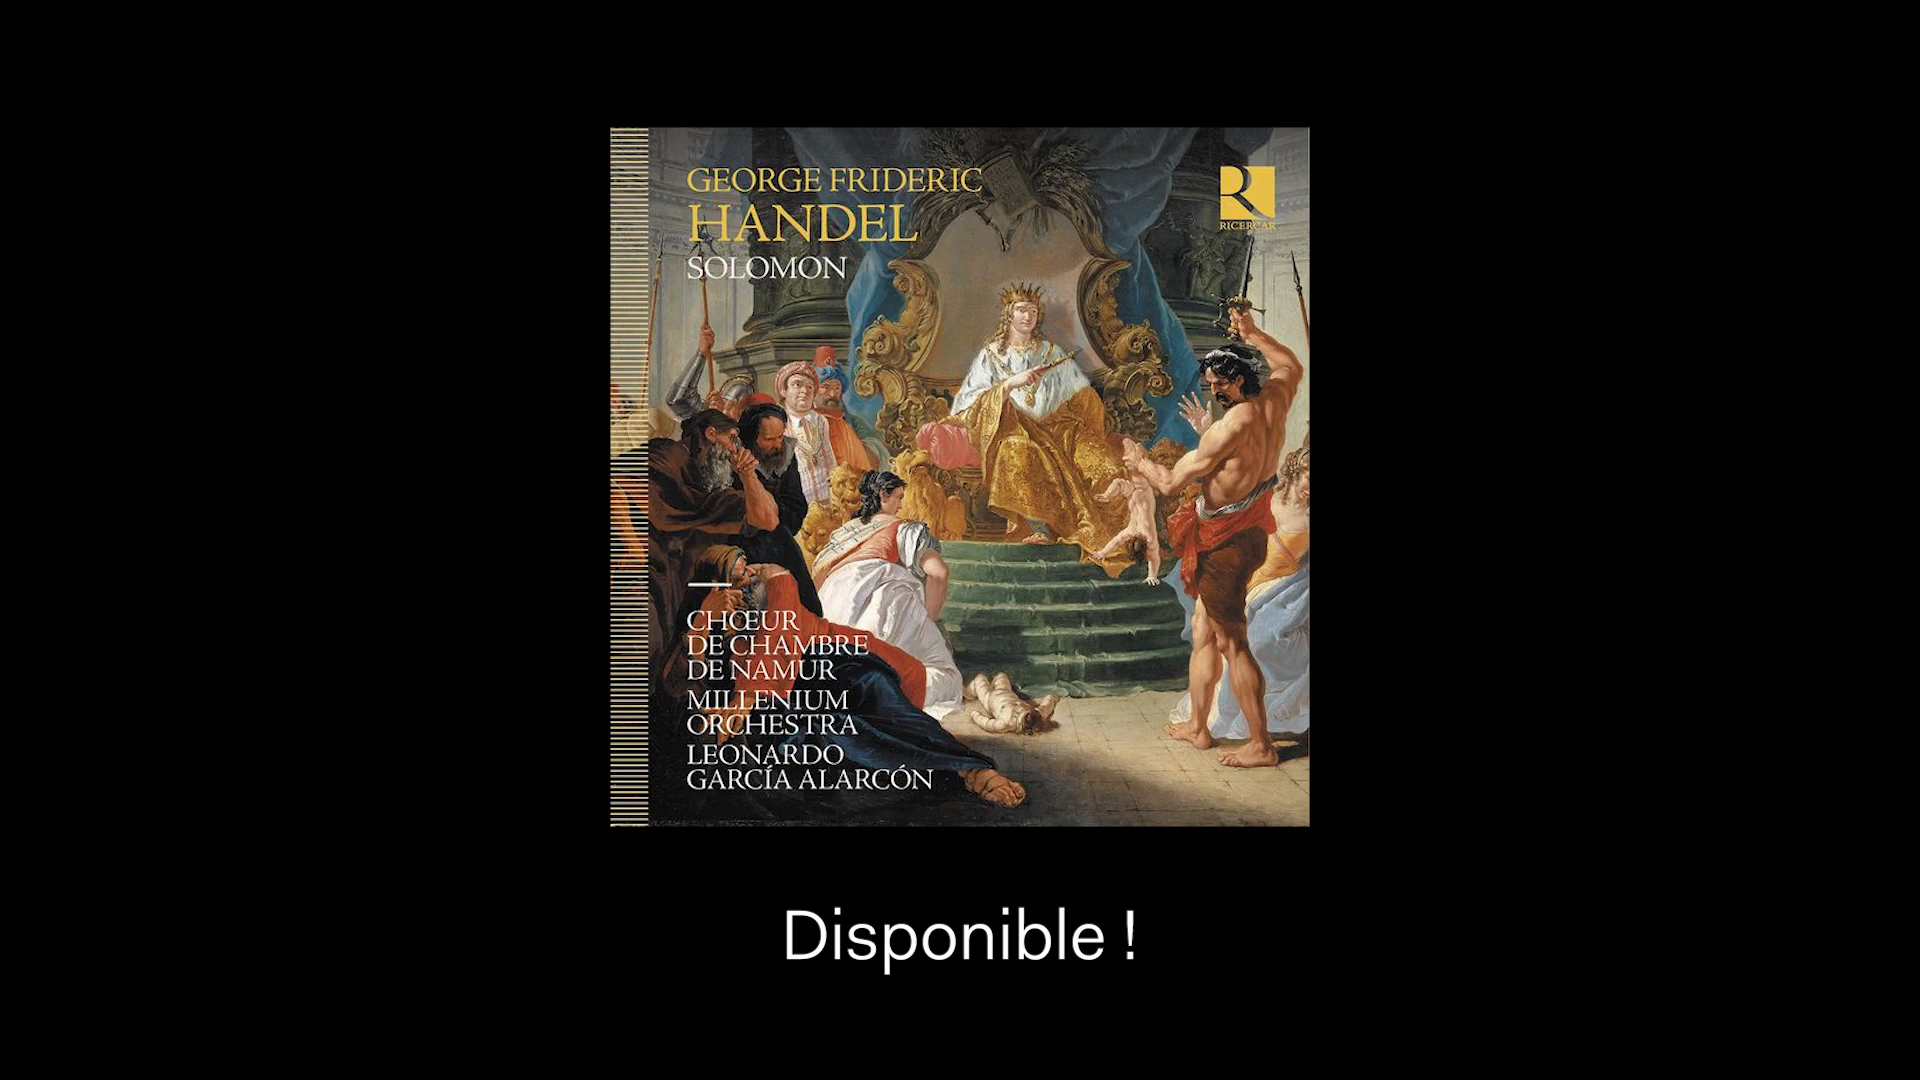 GEORGE FRIDERIC
HANDEL
SOLOMON
RICERCAR
CHŒUR
DE CHAMBRE
DE NAMUR
MILLENIUM
ORCHESTRA
LEONARDO
GARCÍA ALARCÓN
Disponible !